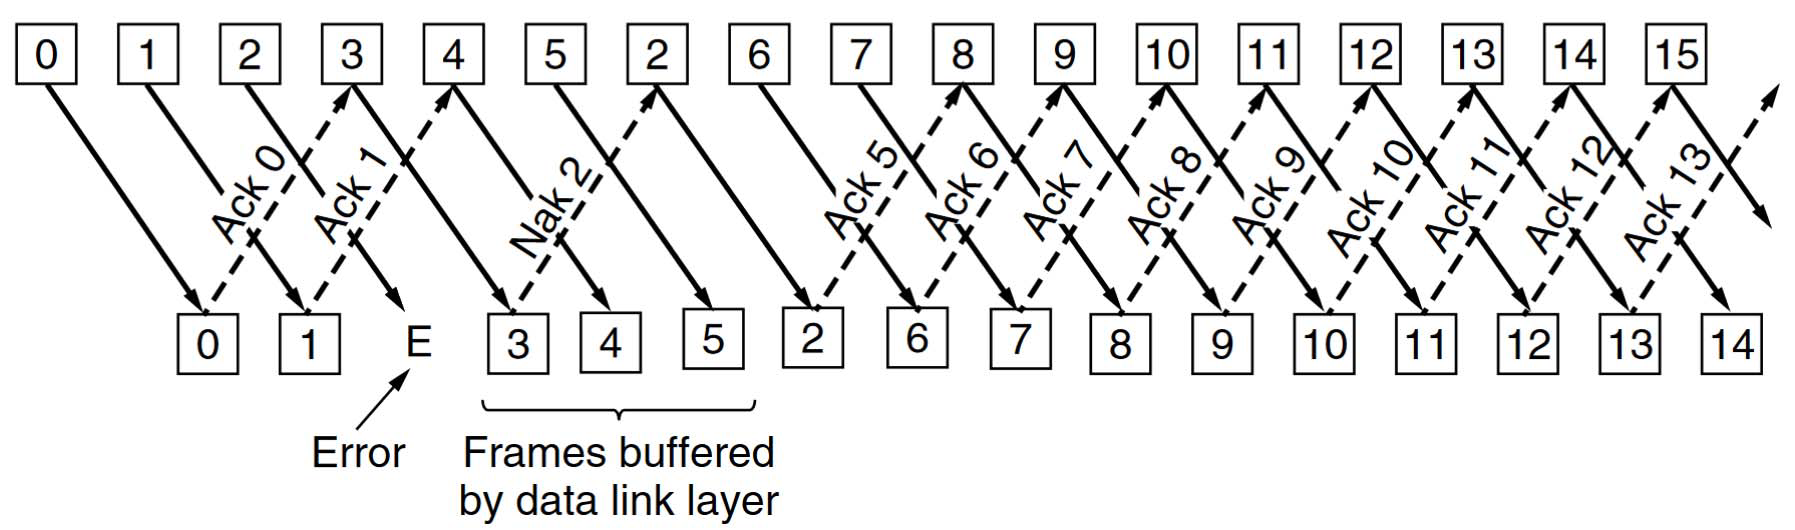 0 1 2 3 4 5 2 6 7 8 9 10 11 12 13 14 15
Ack 0 Ack 1 Nak 2 Ack 5 Ack 6 Ack 7 Ack 8 Ack 9 Ack 10 Ack 11 Ack 12 Ack 13
0 1 E 3 4 5 2 6 7 8 9 10 11 12 13 14
Error Frames buffered
by data link layer